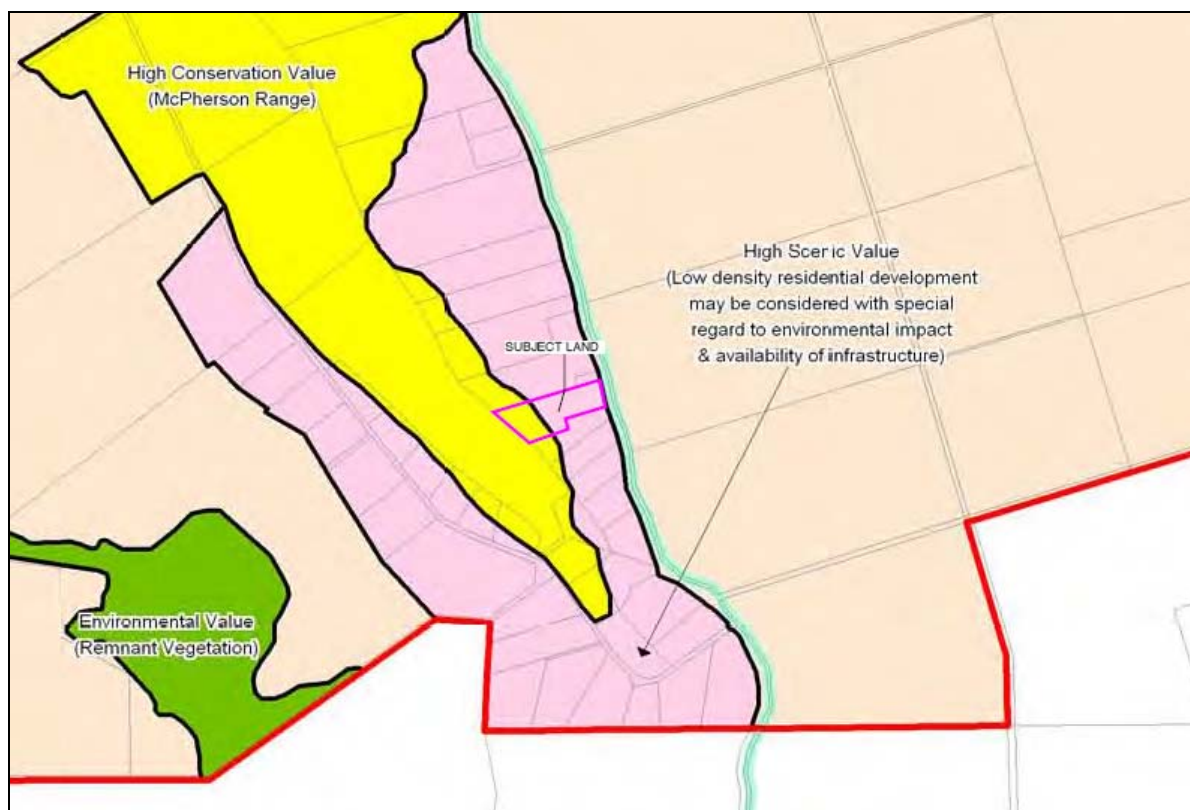 High Conservation Value
(McPherson Range)
High Scenic Value
(Low density residential development
may be considered with special
regard to environmental impact
& availability of infrastructure)
SUBJECT LAND
Environmental Value
(Remnant Vegetation)